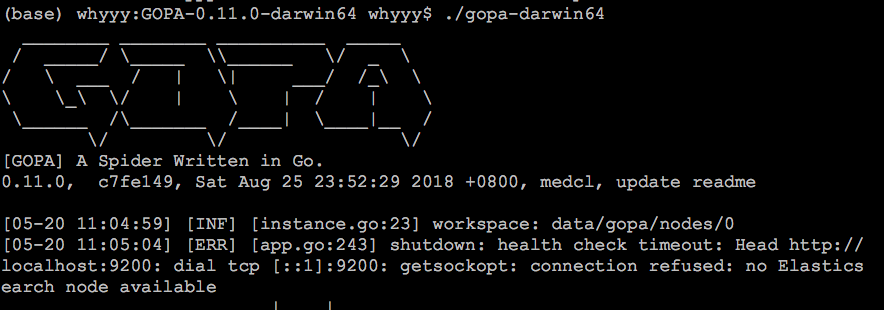 (base) whyyy:GOPA-0.11.0-darwin64 whyyy$ ./gopa-darwin64
GOPA
[GOPA] A Spider Written in Go.
0.11.0,  c7fe149, Sat Aug 25 23:52:29 2018 +0800, medcl, update readme
[05-20 11:04:59] [INF] [instance.go:23] workspace: data/gopa/nodes/0
[05-20 11:05:04] [ERR] [app.go:243] shutdown: health check timeout: Head http://
localhost:9200: dial tcp [::1]:9200: getsockopt: connection refused: no Elastics
earch node available